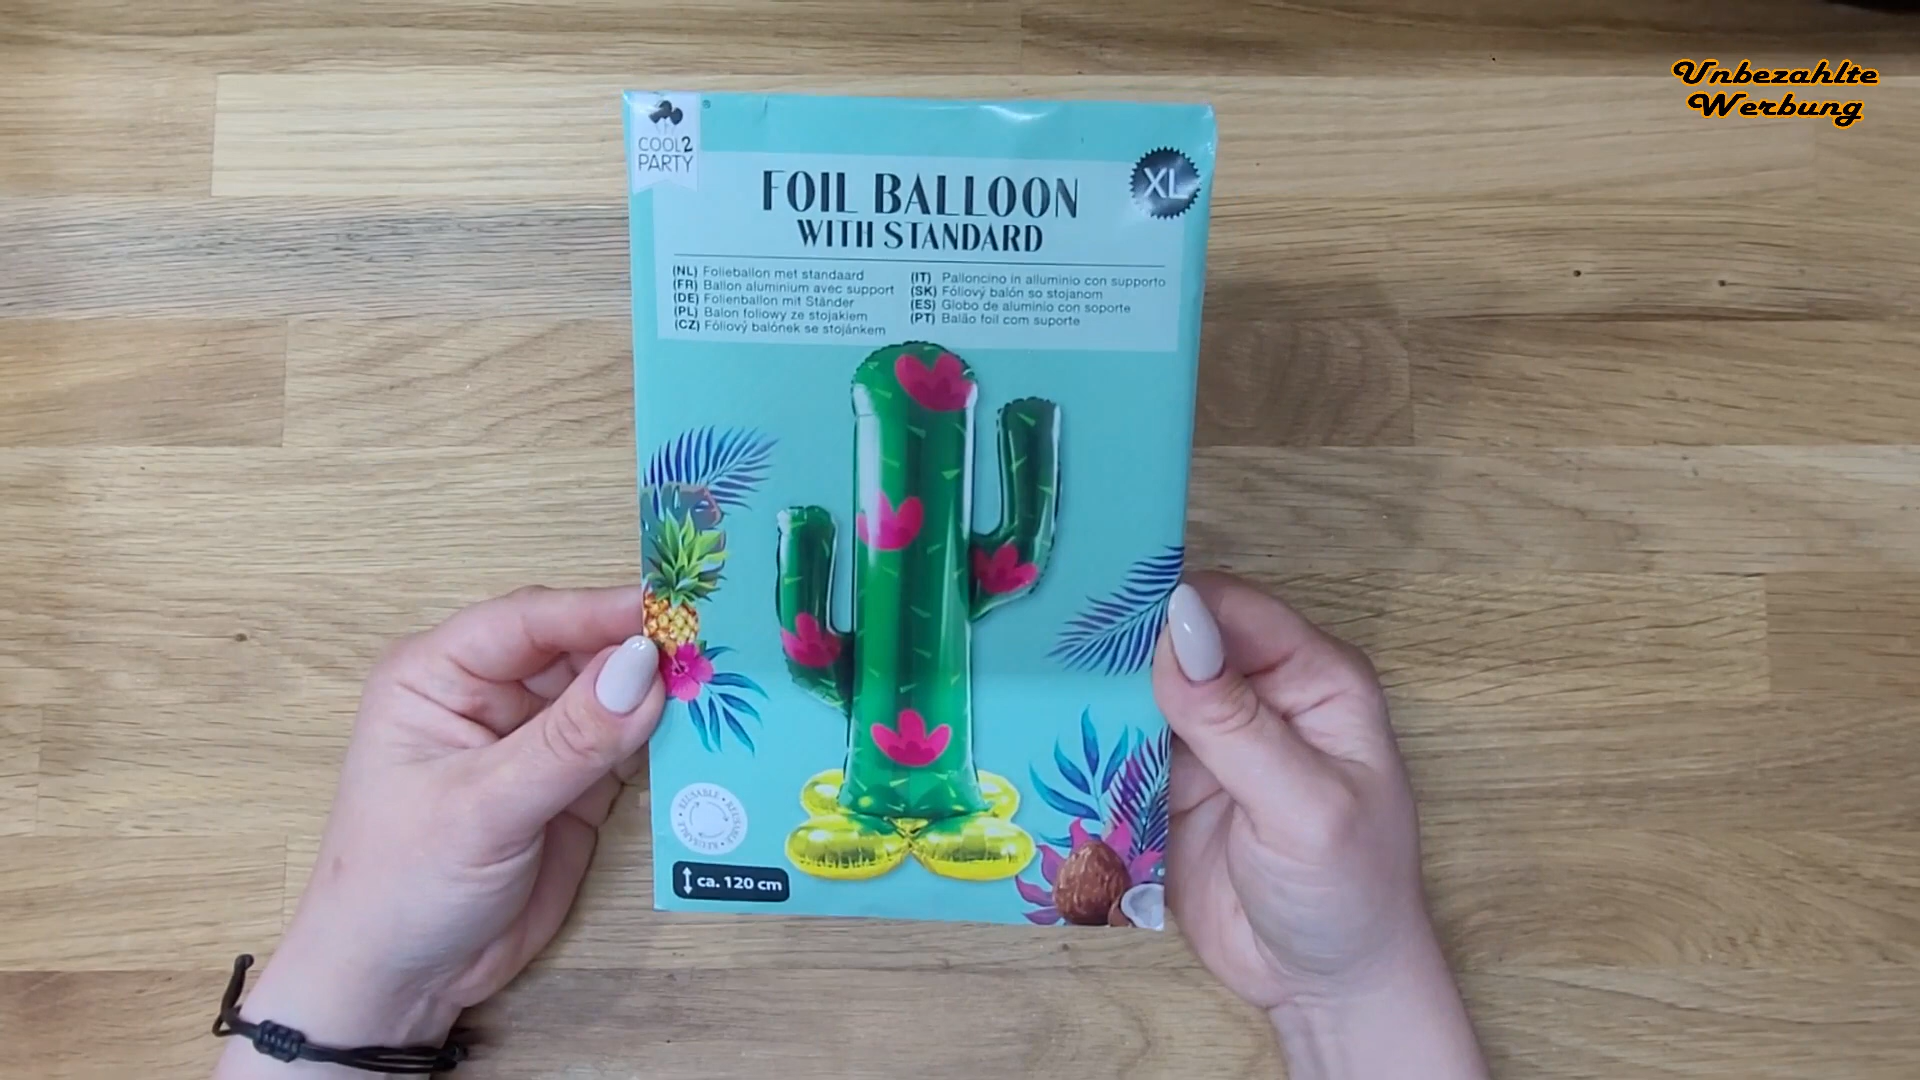 Unbezahlte
Werbung
COOL2
PARTY
®
XL
FOIL BALLOON
WITH STANDARD
(NL) Folieballon met standaard
(FR) Ballon aluminium avec support
(DE) Folienballon mit Ständer
(PL) Balon foliowy ze stojakiem
(CZ) Fóliový balónek se stojánkem
(IT) Palloncino in alluminio con supporto
(SK) Fóliový balón so stojanom
(ES) Globo de aluminio con soporte
(PT) Balão foil com suporte
REUSABLE • REUSABLE • REUSABLE •
ca. 120 cm